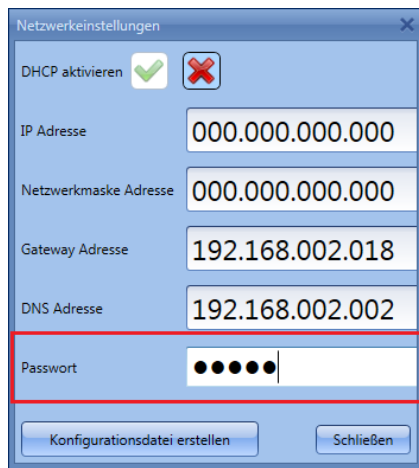 Netzwerkeinstellungen
DHCP aktivieren
IP Adresse 000.000.000.000
Netzwerkmaske Adresse 000.000.000.000
Gateway Adresse 192.168.002.018
DNS Adresse 192.168.002.002
Passwort ●●●●●
Konfigurationsdatei erstellen Schließen